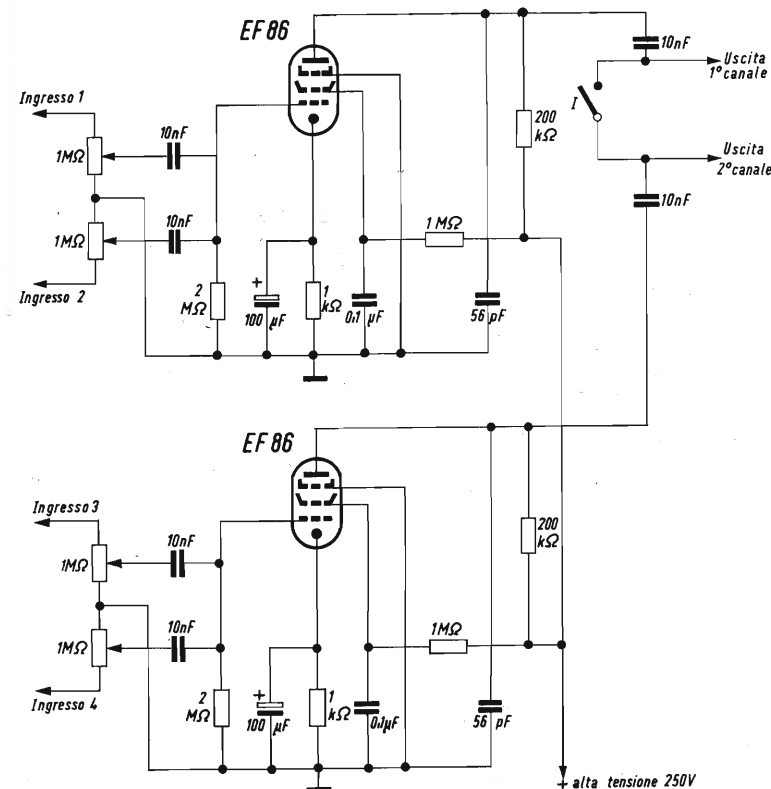 EF 86
10nF
Uscita
1° canale
I
200
kΩ
Uscita
2° canale
10nF
Ingresso 1
10nF
1MΩ
10nF
1MΩ
Ingresso 2
1 MΩ
2
MΩ
+
100 µF
1
kΩ
0,1 µF
56 pF
EF 86
Ingresso 3
10nF
1MΩ
10nF
1MΩ
Ingresso 4
200
kΩ
1MΩ
2
MΩ
+
100 µF
1
kΩ
0,1µF
56 pF
+ alta tensione 250V